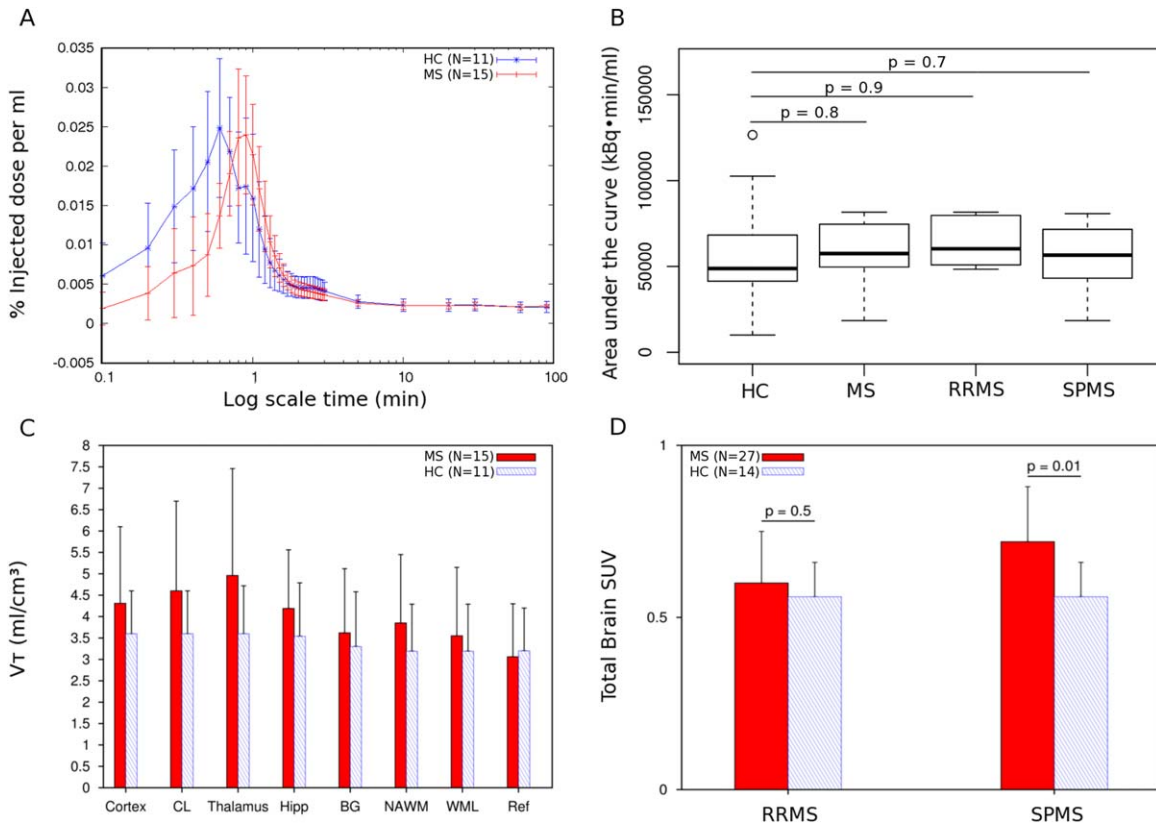 A
% Injected dose per ml
0.04
0.035
0.03
0.025
0.02
0.015
0.01
0.005
0
-0.005
HC (N=11)
MS (N=15)
0.1
1
10
100
Log scale time (min)
B
Area under the curve (kBq•min/ml)
150000
100000
50000
0
p = 0.7
p = 0.9
p = 0.8
HC
MS
RRMS
SPMS
C
VT (ml/cm³)
8
7.5
7
6.5
6
5.5
5
4.5
4
3.5
3
2.5
2
1.5
1
0.5
0
MS (N=15)
HC (N=11)
Cortex
CL
Thalamus
Hipp
BG
NAWM
WML
Ref
D
Total Brain SUV
1
0.5
0
MS (N=27)
HC (N=14)
p = 0.5
p = 0.01
RRMS
SPMS